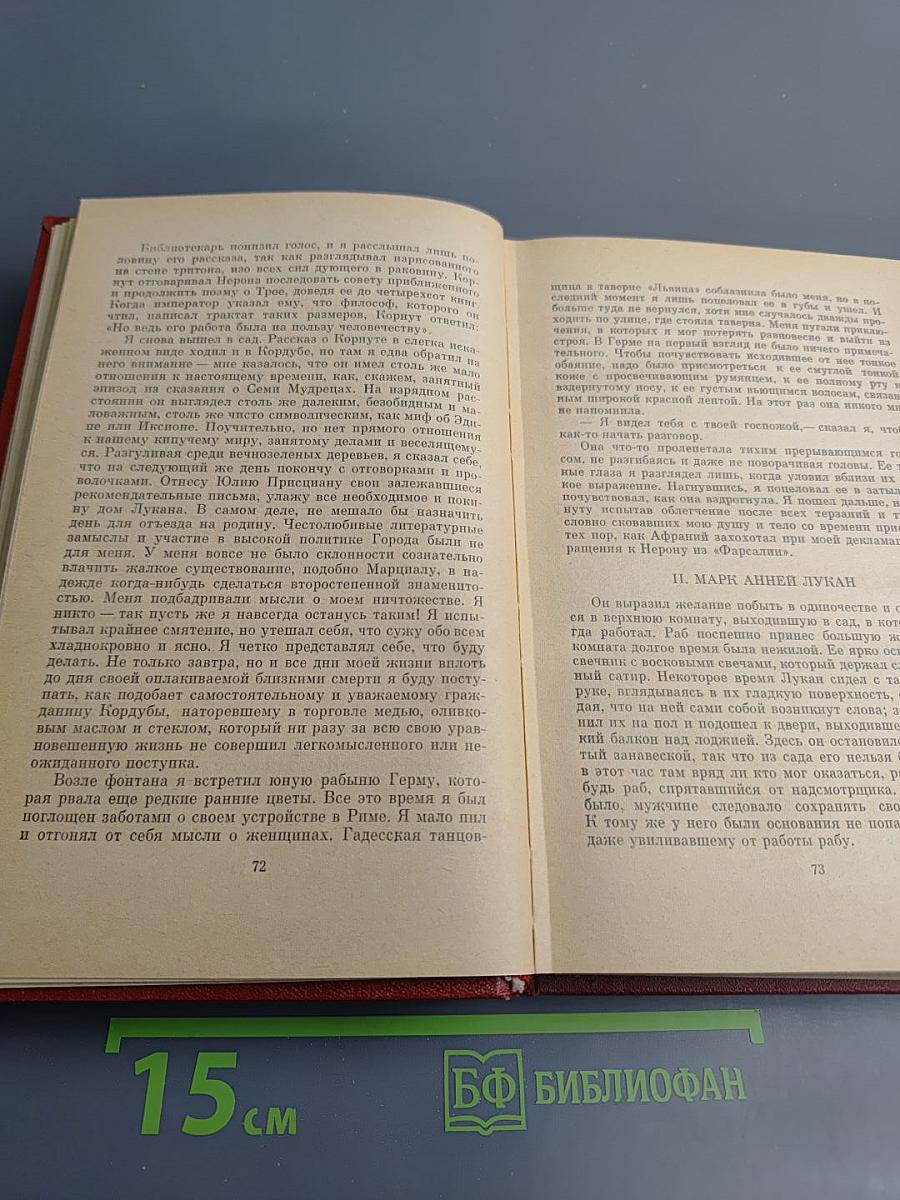 Библиотекарь понизил голос, и я расслышал лишь по-
ловину его рассказа, так как разглядывал нарисованного
на стене тритона, изо всех сил дующего в раковину. Кор-
нут отговаривал Нерона последовать совету приближенного
и продолжить поэму о Трое, доведя ее до четырехсот книг.
Когда император указал ему, что философ, которого он
чтил, написал трактат таких размеров, Корнут ответил:
«Но ведь его работа была на пользу человечеству».
Я снова вышел в сад. Рассказ о Корнуте в слегка иска-
женном виде ходил и в Кордубе, но там я едва обратил на
него внимание — мне казалось, что он имел столь же мало
отношения к настоящему времени, как, скажем, занятный
эпизод из сказания о Семи Мудрецах. На нарядном рас-
стоянии он выглядел столь же далеким, безобидным и ма-
ловажным, столь же чисто символическим, как миф об Эди-
пе или Иксионе. Поучительно, но нет прямого отношения
к нашему кипучему миру, занятому делами и веселящему-
ся. Разгуливая среди вечнозеленых деревьев, я сказал себе,
что на следующий же день покончу с отговорками и про-
волочками. Отнесу Юлию Присциану свои залежавшиеся
рекомендательные письма, улажу все необходимое и поки-
ну дом Лукана. В самом деле, не мешало бы назначить
день для отъезда на родину. Честолюбивые литературные
замыслы и участие в высокой политике Города были не
для меня. У меня вовсе не было склонности сознательно
влачить жалкое существование, подобно Марциалу, в на-
дежде когда-нибудь сделаться второстепенной знаменито-
стью. Меня подбадривали мысли о моем ничтожестве. Я
никто — так пусть же я навсегда останусь таким! Я испы-
тывал крайнее смятение, но утешал себя, что сужу обо всем
хладнокровно и ясно. Я четко представлял себе, что буду
делать. Не только завтра, но и все дни моей жизни вплоть
до дня своей оплакиваемой близкими смерти я буду посту-
пать, как подобает самостоятельному и уважаемому граж-
данину Кордубы, наторевшему в торговле медью, оливко-
вым маслом и стеклом, который ни разу за всю свою урав-
новешенную жизнь не совершил легкомысленного или не-
ожиданного поступка.
Возле фонтана я встретил юную рабыню Герму, кото-
рая рвала еще редкие ранние цветы. Все это время я был
поглощен заботами о своем устройстве в Риме. Я мало пил
и отгонял от себя мысли о женщинах. Гадесская танцов-
72
щица в таверне «Львица» соблазнила было меня, но в по-
следний момент я лишь поцеловал ее в губы и ушел. И
больше туда не вернулся, хотя мне случалось дважды про-
ходить по улице, где стояла таверна. Меня пугали приклю-
чения, в которых я мог потерять равновесие и выйти из
строя. В Герме на первый взгляд не было ничего примеча-
тельного. Чтобы почувствовать исходившее от нее тонкое
обаяние, надо было присмотреться к ее смуглой тонкой
коже с просвечивающим румянцем, к ее полному рту и
вздернутому носу, к ее густым вьющимся волосам, связан
ным широкой красной лентой. На этот раз она никого мн
не напомнила.
— Я видел тебя с твоей госпожой,— сказал я, чтоб
как-то начать разговор.
Она что-то пролепетала тихим прерывающимся го
сом, не разгибаясь и даже не поворачивая головы. Ее т
ные глаза я разглядел лишь, когда уловил вблизи их
кое выражение. Нагнувшись, я поцеловал ее в затыл
почувствовал, как она вздрогнула. Я пошел дальше, н
нуту испытав облегчение после всех терзаний и т
словно сковавших мою душу и тело со времени прие
тех пор, как Афраний захохотал при моей деклама
ращения к Нерону из «Фарсалии».
II. МАРК АННЕЙ ЛУКАН
Он выразил желание побыть в одиночестве и
ся в верхнюю комнату, выходившую в сад, в кото
гда работал. Раб поспешно принес большую ж
комната долгое время была нежилой. Ее ярко ос
свечник с восковыми свечами, который держал сл
ный сатир. Некоторое время Лукан сидел с та
руке, вглядываясь в их гладкую поверхность,
дая, что на ней сами собой возникнут слова; з
нил их на пол и подошел к двери, выходивше
кий балкон над лоджией. Здесь он остановилс
тый занавеской, так что из сада его нельзя б
в этот час там вряд ли кто мог оказаться, ра
будь раб, спрятавшийся от надсмотрщика.
было, мужчине следовало сохранять сво
К тому же у него были основания не попа
даже увиливавшему от работы рабу.
73
15 см
БФ БИБЛИОФАН